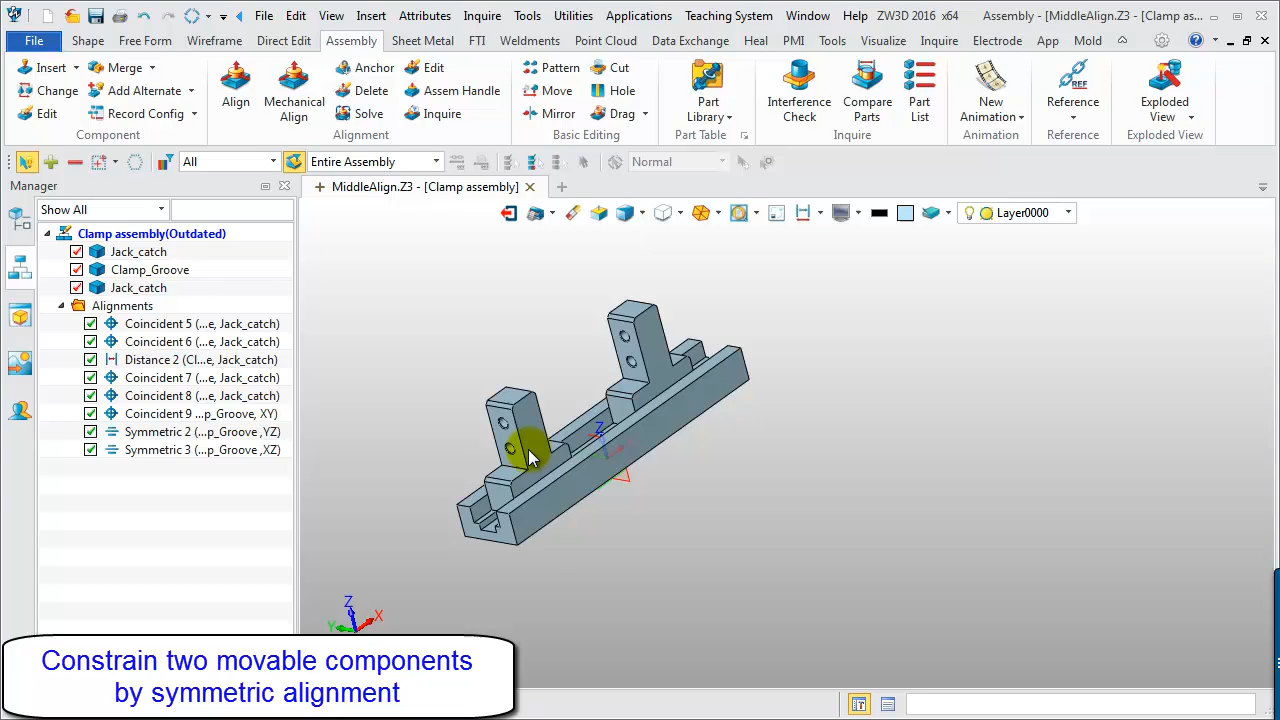 File Edit View Insert Attributes Inquire Tools Utilities Applications Teaching System Window Help ZW3D 2016 x64 Assembly - [MiddleAlign.Z3 - [Clamp as...
File Shape Free Form Wireframe Direct Edit Assembly Sheet Metal FTI Weldments Point Cloud Data Exchange Heal PMI Tools Visualize Inquire Electrode App Mold
Insert Merge Anchor Edit Pattern Cut
Change Add Alternate Delete Assem Handle Move Hole
Edit Record Config Solve Inquire Mirror Drag
Align Mechanical Align Part Library Interference Check Compare Parts Part List New Animation REF Reference Exploded View
Component Alignment Basic Editing Part Table Inquire Animation Reference Exploded View
All Entire Assembly Normal
Manager MiddleAlign.Z3 - [Clamp assembly]
Show All Layer0000
Clamp assembly(Outdated)
Jack_catch
Clamp_Groove
Jack_catch
Alignments
Coincident 5 (...e, Jack_catch)
Coincident 6 (...e, Jack_catch)
Distance 2 (Cl...e, Jack_catch)
Coincident 7 (...e, Jack_catch)
Coincident 8 (...e, Jack_catch)
Coincident 9 ...p_Groove, XY)
Symmetric 2 (...p_Groove ,YZ)
Symmetric 3 (...p_Groove ,XZ)
Z
Z
X
Y
Constrain two movable components
by symmetric alignment